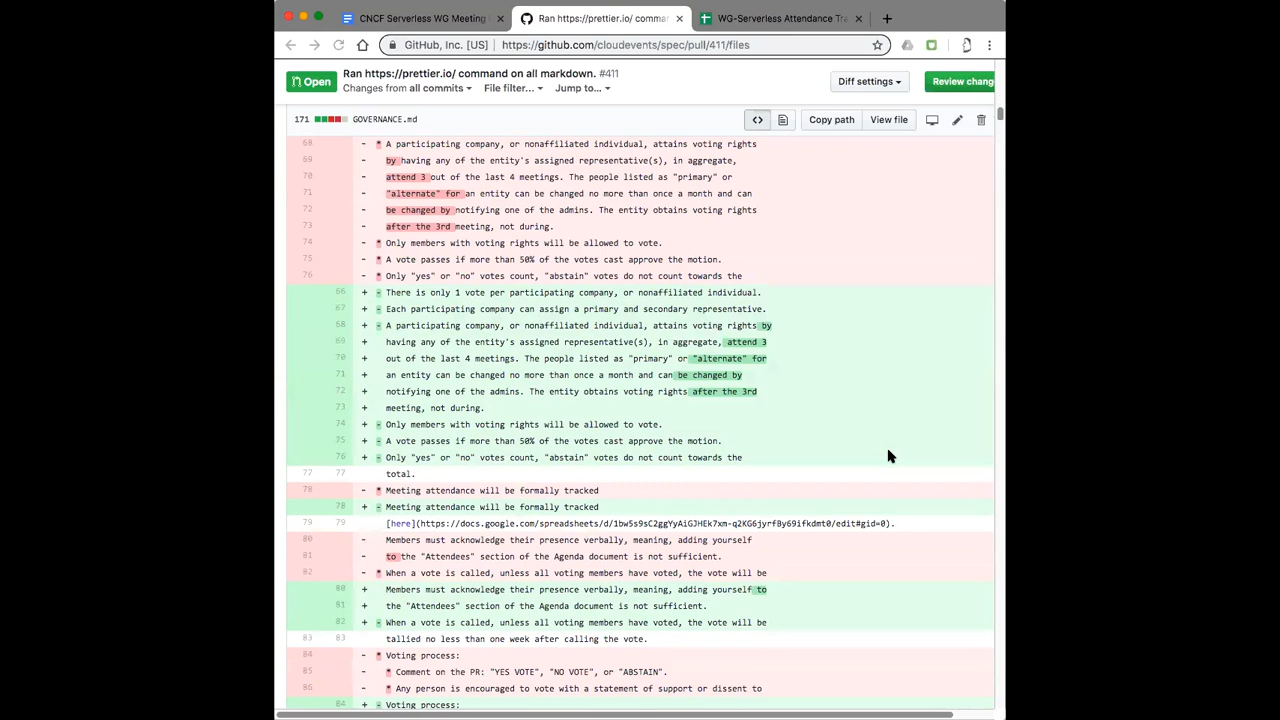 CNCF Serverless WG Meeting
Ran https://prettier.io/ comma
WG-Serverless Attendance Tra
GitHub, Inc. [US]
https://github.com/cloudevents/spec/pull/411/files
Open
Ran https://prettier.io/ command on all markdown. #411
Changes from all commits
File filter...
Jump to...
Diff settings
Review chang
171
GOVERNANCE.md
Copy path
View file
68 - * A participating company, or nonaffiliated individual, attains voting rights
69 - by having any of the entity's assigned representative(s), in aggregate,
70 - attend 3 out of the last 4 meetings. The people listed as "primary" or
71 - "alternate" for an entity can be changed no more than once a month and can
72 - be changed by notifying one of the admins. The entity obtains voting rights
73 - after the 3rd meeting, not during.
74 - * Only members with voting rights will be allowed to vote.
75 - * A vote passes if more than 50% of the votes cast approve the motion.
76 - * Only "yes" or "no" votes count, "abstain" votes do not count towards the
66 + - There is only 1 vote per participating company, or nonaffiliated individual.
67 + - Each participating company can assign a primary and secondary representative.
68 + - A participating company, or nonaffiliated individual, attains voting rights by
69 + having any of the entity's assigned representative(s), in aggregate, attend 3
70 + out of the last 4 meetings. The people listed as "primary" or "alternate" for
71 + an entity can be changed no more than once a month and can be changed by
72 + notifying one of the admins. The entity obtains voting rights after the 3rd
73 + meeting, not during.
74 + - Only members with voting rights will be allowed to vote.
75 + - A vote passes if more than 50% of the votes cast approve the motion.
76 + - Only "yes" or "no" votes count, "abstain" votes do not count towards the
77 77 total.
78 - * Meeting attendance will be formally tracked
78 + - Meeting attendance will be formally tracked
79 79 [here](https://docs.google.com/spreadsheets/d/1bw5s9sC2ggYyAiGJHEk7xm-q2KG6jyrfBy69ifkdmt0/edit#gid=0).
80 - Members must acknowledge their presence verbally, meaning, adding yourself
81 - to the "Attendees" section of the Agenda document is not sufficient.
82 - * When a vote is called, unless all voting members have voted, the vote will be
80 + Members must acknowledge their presence verbally, meaning, adding yourself to
81 + the "Attendees" section of the Agenda document is not sufficient.
82 + - When a vote is called, unless all voting members have voted, the vote will be
83 83 tallied no less than one week after calling the vote.
84 - * Voting process:
85 - * Comment on the PR: "YES VOTE", "NO VOTE", or "ABSTAIN".
86 - * Any person is encouraged to vote with a statement of support or dissent to
84 + - Voting process: